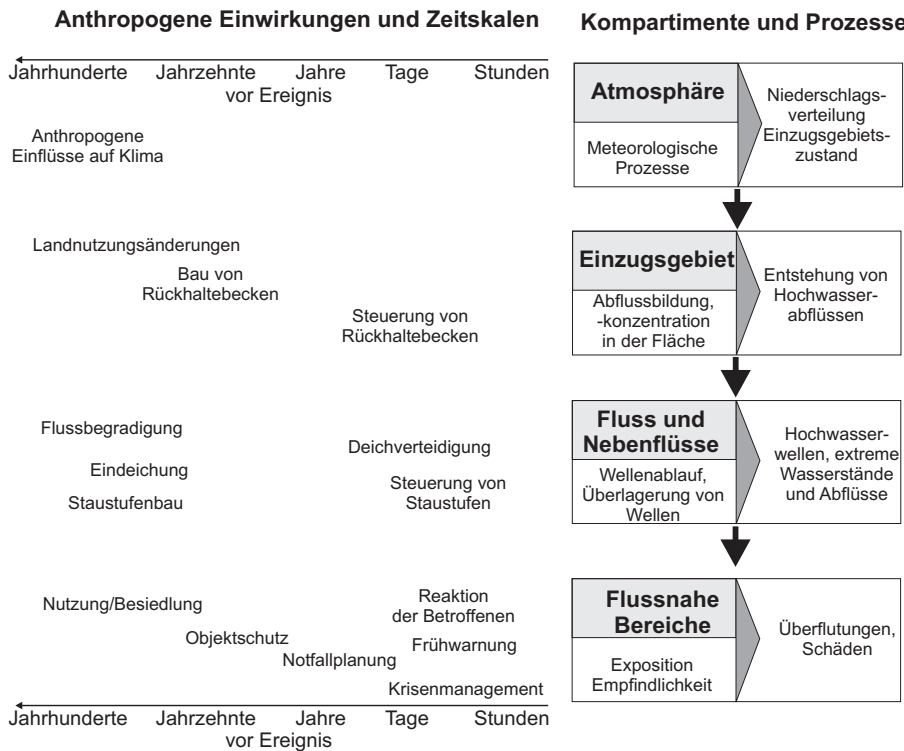 Anthropogene Einwirkungen und Zeitskalen
Jahrhunderte Jahrzehnte Jahre Tage Stunden
vor Ereignis
Anthropogene
Einflüsse auf Klima
Landnutzungsänderungen
Bau von
Rückhaltebecken
Steuerung von
Rückhaltebecken
Flussbegradigung
Deichverteidigung
Eindeichung
Steuerung von
Staustufen
Staustufenbau
Nutzung/Besiedlung
Reaktion
der Betroffenen
Objektschutz
Frühwarnung
Notfallplanung
Krisenmanagement
Jahrhunderte Jahrzehnte Jahre Tage Stunden
vor Ereignis
Kompartimente und Prozesse
Atmosphäre
Meteorologische
Prozesse
Niederschlags-
verteilung
Einzugsgebiets-
zustand
Einzugsgebiet
Abflussbildung,
-konzentration
in der Fläche
Entstehung von
Hochwasser-
abflüssen
Fluss und
Nebenflüsse
Wellenablauf,
Überlagerung von
Wellen
Hochwasser-
wellen, extreme
Wasserstände
und Abflüsse
Flussnahe
Bereiche
Exposition
Empfindlichkeit
Überflutungen,
Schäden